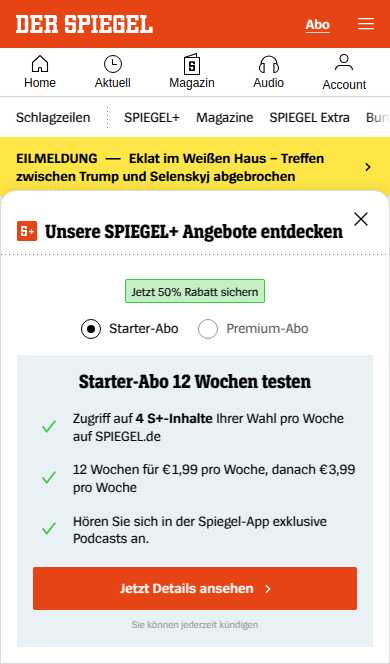 DER SPIEGEL
Abo
Home
Aktuell
Magazin
Audio
Account
Schlagzeilen
SPIEGEL+
Magazine
SPIEGEL Extra
EILMELDUNG — Eklat im Weißen Haus – Treffen
zwischen Trump und Selenskyj abgebrochen
S+ Unsere SPIEGEL+ Angebote entdecken
Jetzt 50% Rabatt sichern
Starter-Abo
Premium-Abo
Starter-Abo 12 Wochen testen
Zugriff auf 4 S+-Inhalte Ihrer Wahl pro Woche
auf SPIEGEL.de
12 Wochen für €1,99 pro Woche, danach €3,99
pro Woche
Hören Sie sich in der Spiegel-App exklusive
Podcasts an.
Jetzt Details ansehen
Sie können jederzeit kündigen